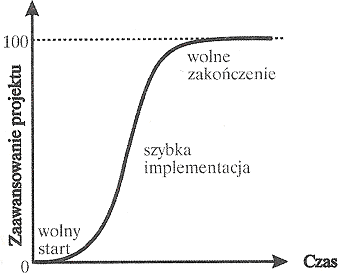 Zaawansowanie projektu
100
wolne
zakończenie
szybka
implementacja
wolny
start
0
Czas